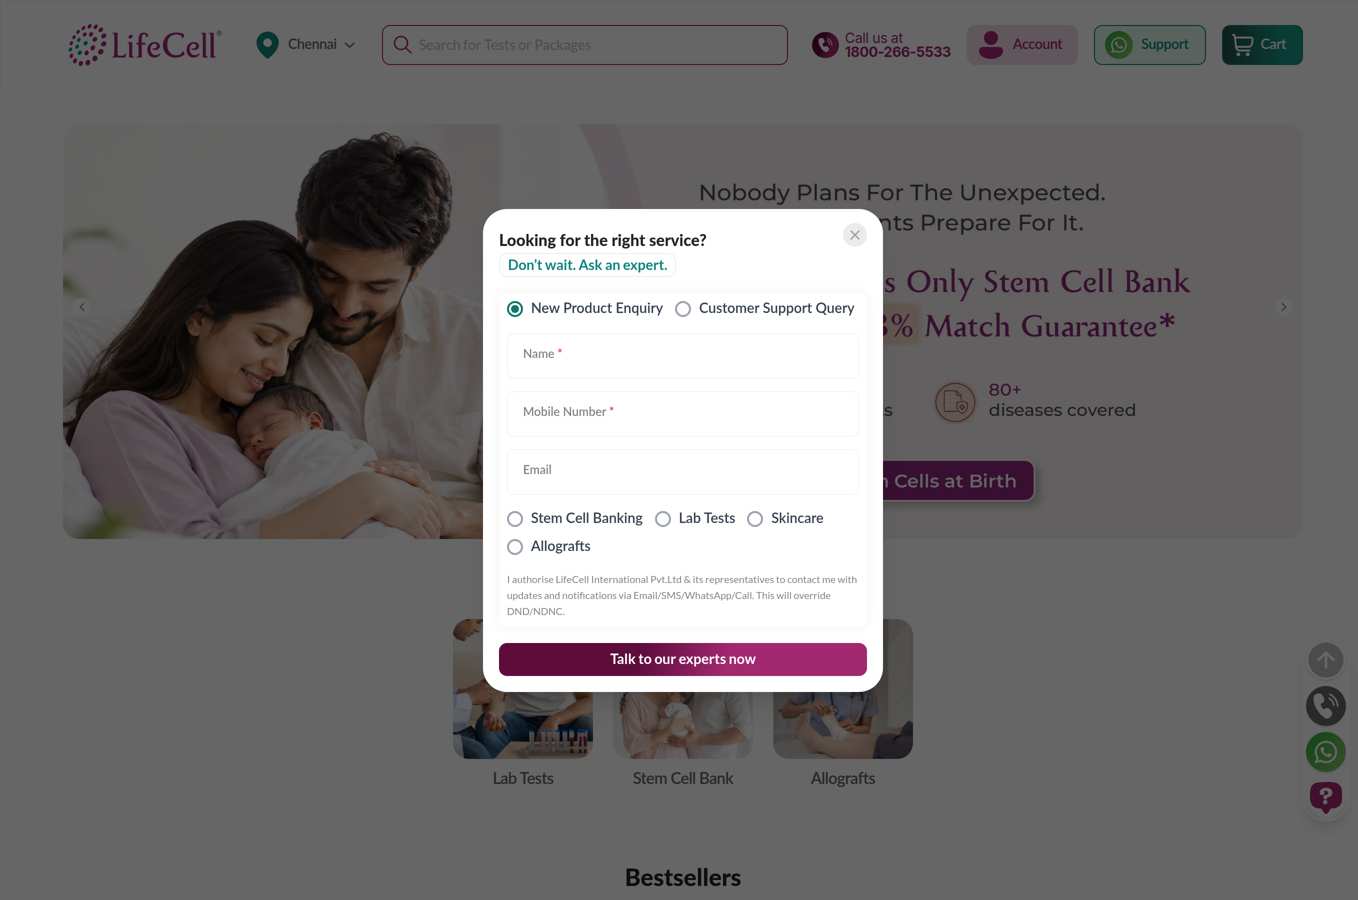 LifeCell
Chennai
Search for Tests or Packages
Call us at
1800-266-5533
Account
Support
Cart
Nobody Plans For The Unexpected.
nts Prepare For It.
s Only Stem Cell Bank
% Match Guarantee*
80+
diseases covered
Cells at Birth
Looking for the right service?
Don't wait. Ask an expert.
New Product Enquiry
Customer Support Query
Name *
Mobile Number *
Email
Stem Cell Banking
Lab Tests
Skincare
Allografts
I authorise LifeCell International Pvt.Ltd & its representatives to contact me with
updates and notifications via Email/SMS/WhatsApp/Call. This will override
DND/NDNC.
Talk to our experts now
Lab Tests
Stem Cell Bank
Allografts
Bestsellers